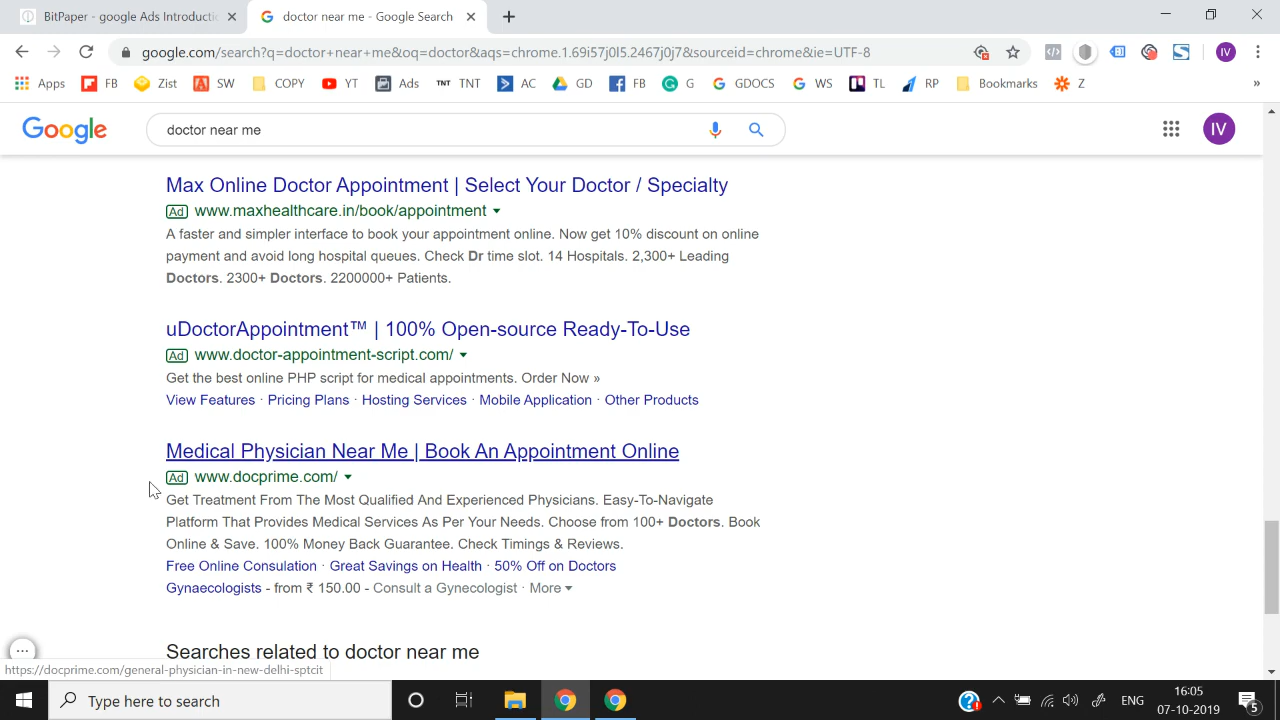 BitPaper - google Ads Introducti
doctor near me - Google Search
google.com/search?q=doctor+near+me&oq=doctor&aqs=chrome.1.69i57j0l5.2467j0j7&sourceid=chrome&ie=UTF-8
IV
Apps FB Zist SW COPY YT Ads TNT TNT AC GD FB G GDOCS WS TL RP Bookmarks Z »
Google doctor near me IV
Max Online Doctor Appointment | Select Your Doctor / Specialty
Ad www.maxhealthcare.in/book/appointment
A faster and simpler interface to book your appointment online. Now get 10% discount on online
payment and avoid long hospital queues. Check Dr time slot. 14 Hospitals. 2,300+ Leading
Doctors. 2300+ Doctors. 2200000+ Patients.
uDoctorAppointment™ | 100% Open-source Ready-To-Use
Ad www.doctor-appointment-script.com/
Get the best online PHP script for medical appointments. Order Now »
View Features · Pricing Plans · Hosting Services · Mobile Application · Other Products
Medical Physician Near Me | Book An Appointment Online
Ad www.docprime.com/
Get Treatment From The Most Qualified And Experienced Physicians. Easy-To-Navigate
Platform That Provides Medical Services As Per Your Needs. Choose from 100+ Doctors. Book
Online & Save. 100% Money Back Guarantee. Check Timings & Reviews.
Free Online Consultation · Great Savings on Health · 50% Off on Doctors
Gynaecologists - from ₹ 150.00 - Consult a Gynecologist · More
Searches related to doctor near me
https://docprime.com/general-physician-in-new-delhi-sptcit
Type here to search
ENG
16:05
07-10-2019
5